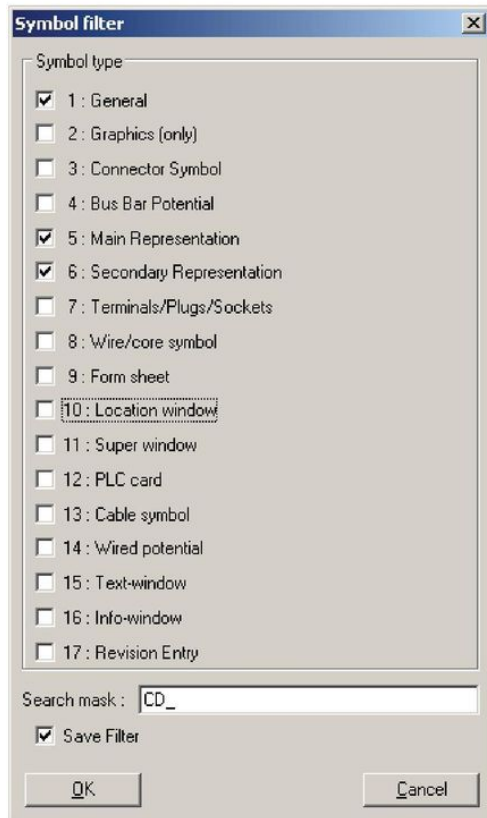 Symbol filter
Symbol type
1 : General
2 : Graphics (only)
3 : Connector Symbol
4 : Bus Bar Potential
5 : Main Representation
6 : Secondary Representation
7 : Terminals/Plugs/Sockets
8 : Wire/core symbol
9 : Form sheet
10 : Location window
11 : Super window
12 : PLC card
13 : Cable symbol
14 : Wired potential
15 : Text-window
16 : Info-window
17 : Revision Entry
Search mask : CD_
Save Filter
OK Cancel